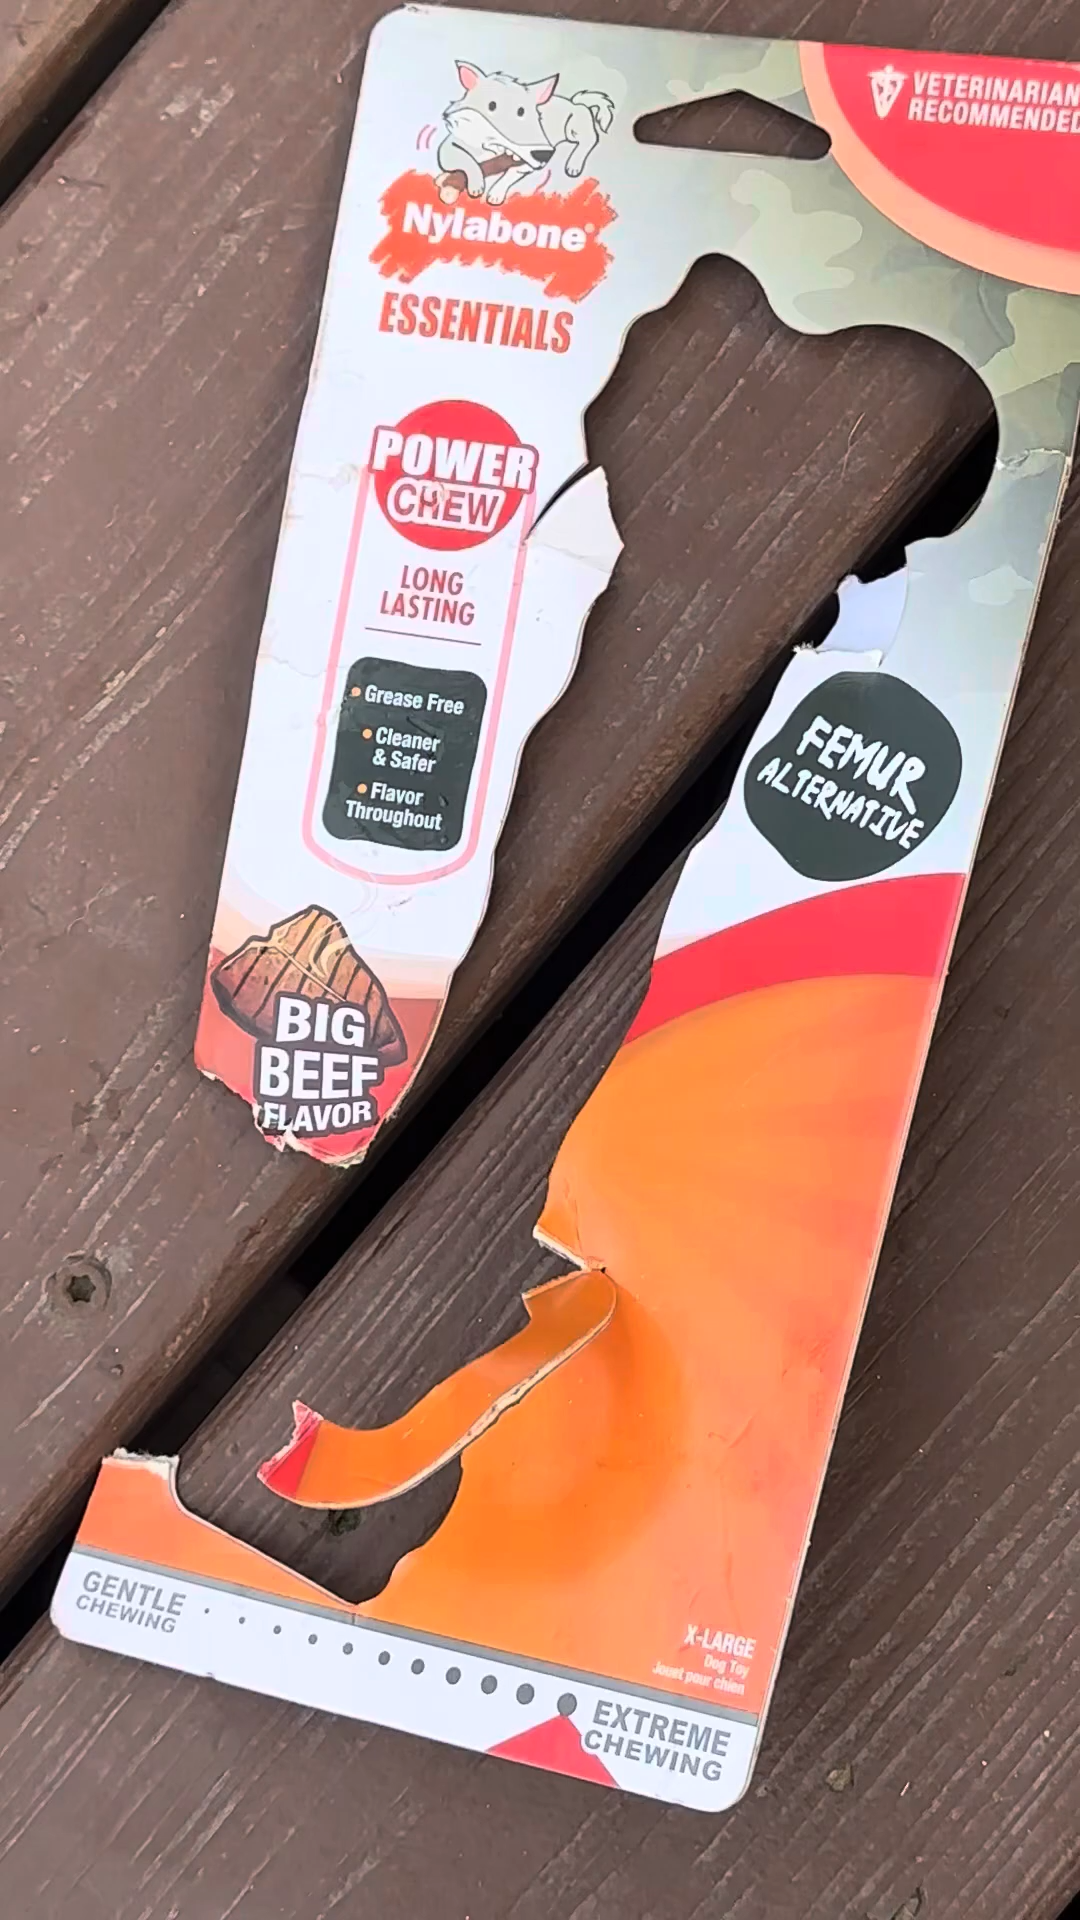 VETERINARIAN
RECOMMENDED
Nylabone®
ESSENTIALS
POWER
CHEW
LONG
LASTING
• Grease Free
• Cleaner
& Safer
• Flavor
Throughout
FEMUR
ALTERNATIVE
BIG
BEEF
FLAVOR
X-LARGE
Dog Toy
Jouet pour chien
GENTLE
CHEWING
EXTREME
CHEWING